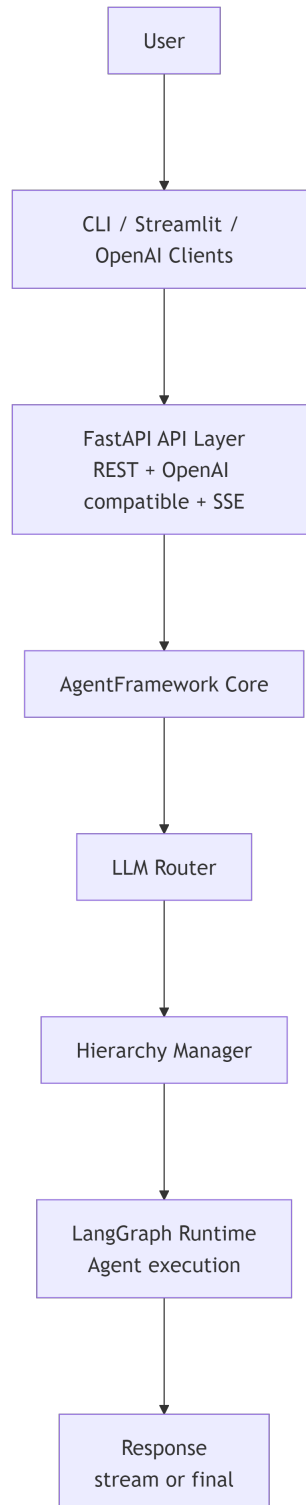 User
CLI / Streamlit /
OpenAI Clients
FastAPI API Layer
REST + OpenAI
compatible + SSE
AgentFramework Core
LLM Router
Hierarchy Manager
LangGraph Runtime
Agent execution
Response
stream or final